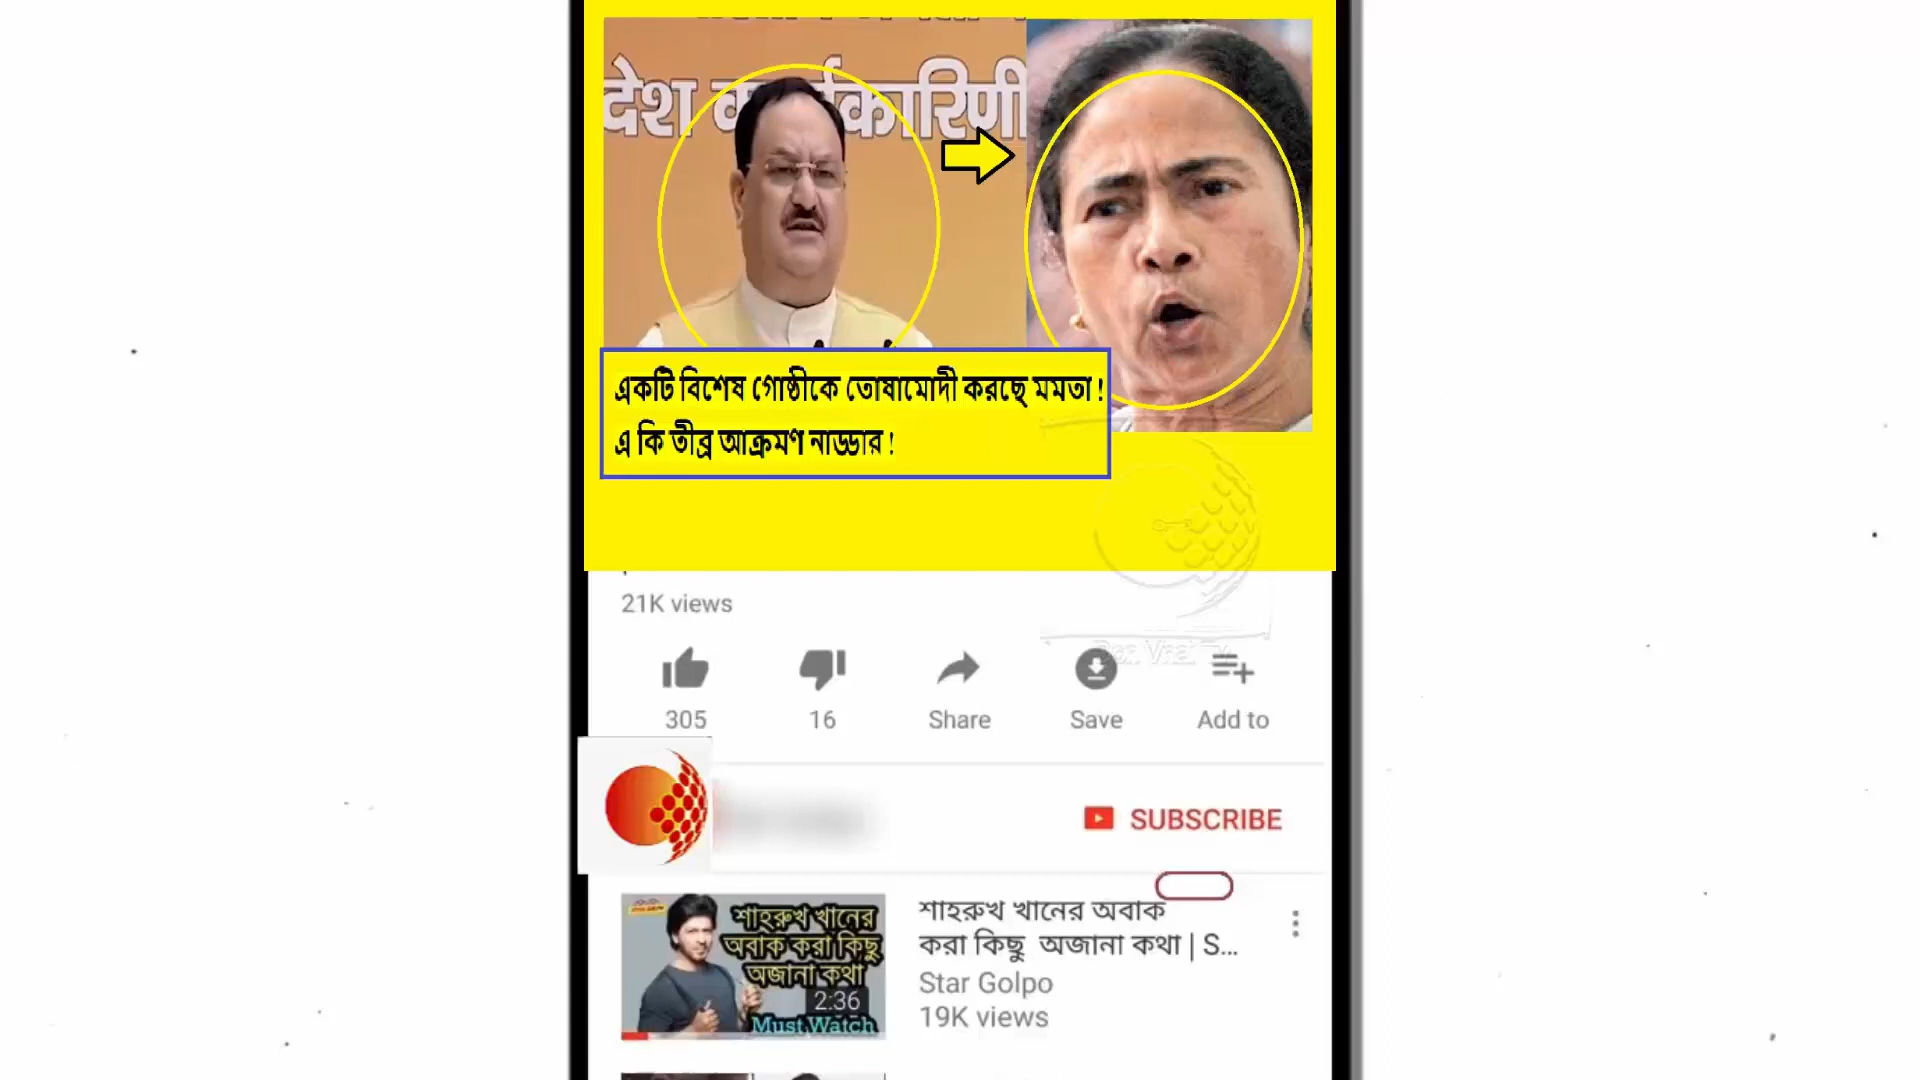 देश कार्यकारिणी
একটি বিশেষ গোষ্ঠীকে তোষামোদী করছে মমতা!
এ কি তীব্র আক্রমণ নাড্ডার!
21K views
305
16
Share
Save
Add to
SUBSCRIBE
শাহরুখ খানের
অবাক করা কিছু
অজানা কথা
2:36
Must Watch
শাহরুখ খানের অবাক
করা কিছু অজানা কথা | S...
Star Golpo
19K views